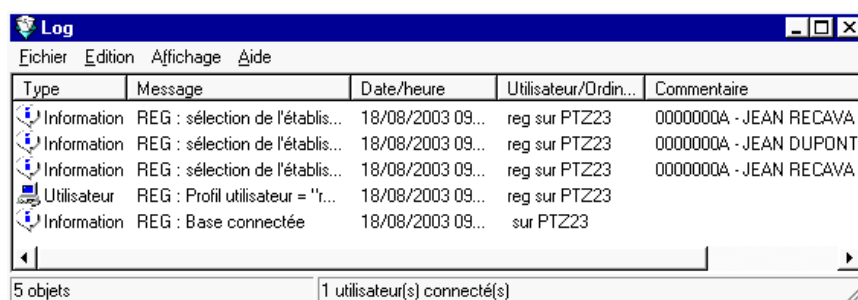 Log
Fichier Edition Affichage Aide
Type Message Date/heure Utilisateur/Ordin... Commentaire
Information REG : sélection de l'établis... 18/08/2003 09... reg sur PTZ23 0000000A - JEAN RECAVA
Information REG : sélection de l'établis... 18/08/2003 09... reg sur PTZ23 0000000A - JEAN DUPONT
Information REG : sélection de l'établis... 18/08/2003 09... reg sur PTZ23 0000000A - JEAN RECAVA
Utilisateur REG : Profil utilisateur = "r... 18/08/2003 09... reg sur PTZ23
Information REG : Base connectée 18/08/2003 09... sur PTZ23
5 objets 1 utilisateur(s) connecté(s)